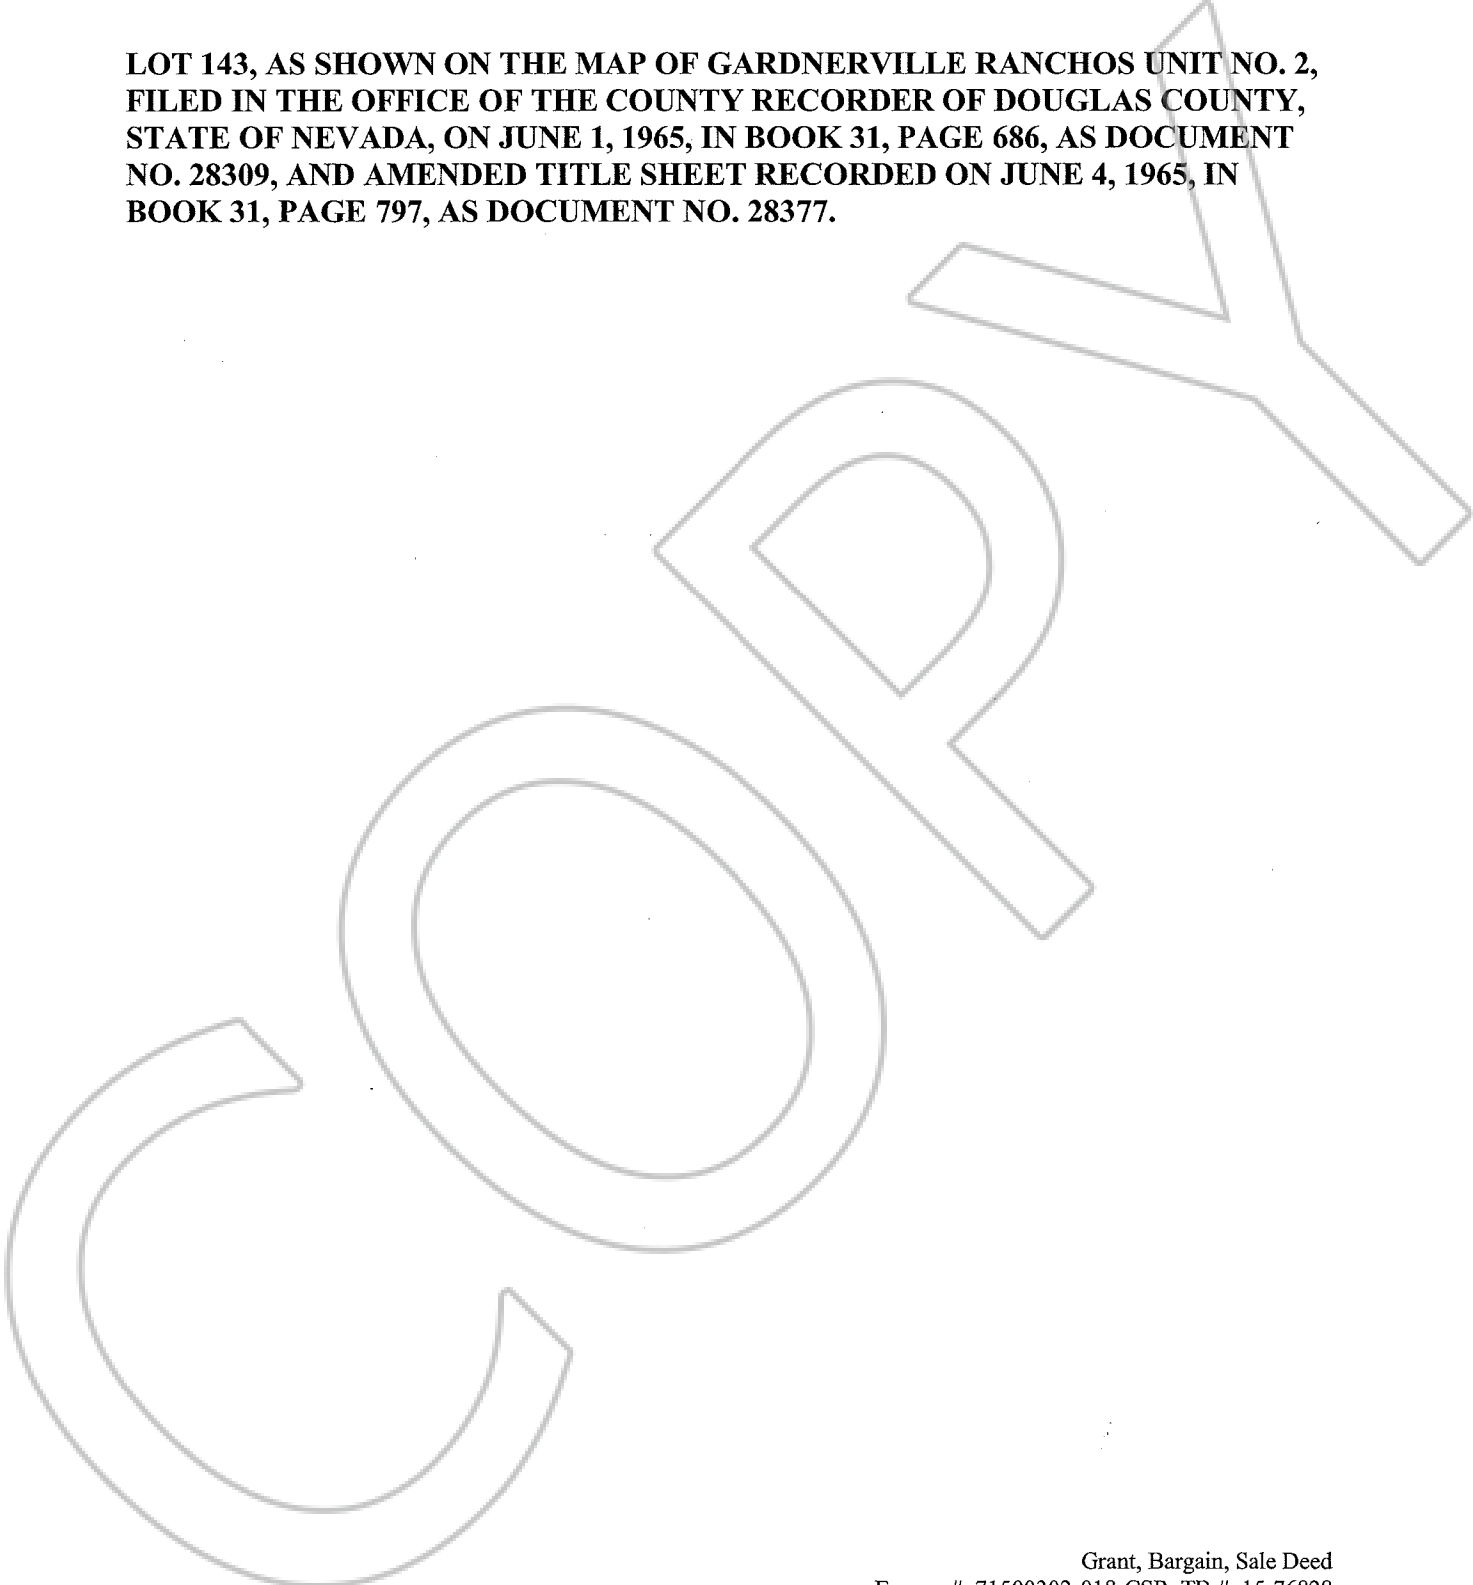 LOT 143, AS SHOWN ON THE MAP OF GARDNERVILLE RANCHOS UNIT NO. 2,
FILED IN THE OFFICE OF THE COUNTY RECORDER OF DOUGLAS COUNTY,
STATE OF NEVADA, ON JUNE 1, 1965, IN BOOK 31, PAGE 686, AS DOCUMENT
NO. 28309, AND AMENDED TITLE SHEET RECORDED ON JUNE 4, 1965, IN
BOOK 31, PAGE 797, AS DOCUMENT NO. 28377.
COPY
Grant, Bargain, Sale Deed